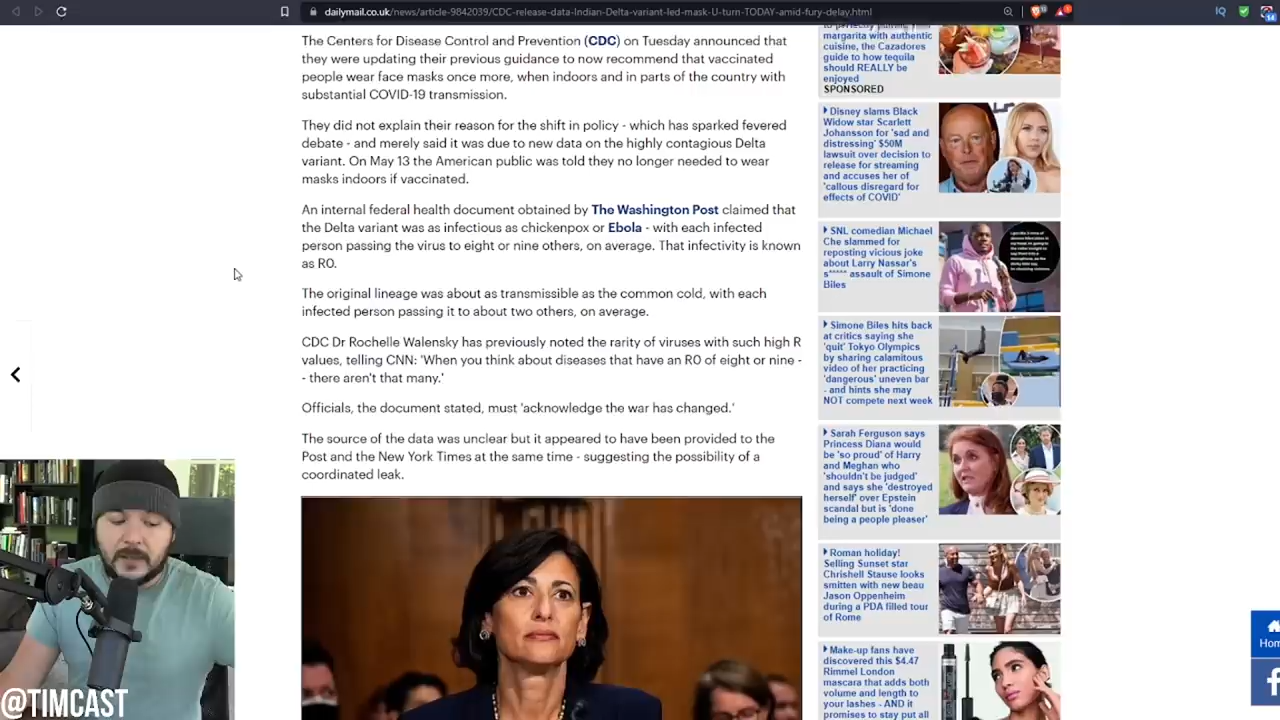 dailymail.co.uk/news/article-9842039/CDC-release-data-Indian-Delta-variant-led-mask-U-turn-TODAY-amid-fury-delay.html
The Centers for Disease Control and Prevention (CDC) on Tuesday announced that
they were updating their previous guidance to now recommend that vaccinated
people wear face masks once more, when indoors and in parts of the country with
substantial COVID-19 transmission.
They did not explain their reason for the shift in policy - which has sparked fevered
debate - and merely said it was due to new data on the highly contagious Delta
variant. On May 13 the American public was told they no longer needed to wear
masks indoors if vaccinated.
An internal federal health document obtained by The Washington Post claimed that
the Delta variant was as infectious as chickenpox or Ebola - with each infected
person passing the virus to eight or nine others, on average. That infectivity is known
as R0.
The original lineage was about as transmissible as the common cold, with each
infected person passing it to about two others, on average.
CDC Dr Rochelle Walensky has previously noted the rarity of viruses with such high R
values, telling CNN: 'When you think about diseases that have an R0 of eight or nine -
- there aren't that many.'
Officials, the document stated, must 'acknowledge the war has changed.'
The source of the data was unclear but it appeared to have been provided to the
Post and the New York Times at the same time - suggesting the possibility of a
coordinated leak.
margarita with authentic
cuisine, the Cazadores
guide to how tequila
should REALLY be
enjoyed
SPONSORED
Disney slams Black
Widow star Scarlett
Johansson for 'sad and
distressing' $50M
lawsuit over decision to
release for streaming
and accuses her of
'callous disregard for
effects of COVID'
SNL comedian Michael
Che slammed for
reposting vicious joke
about Larry Nassar's
s***** assault of Simone
Biles
Simone Biles hits back
at critics saying she
'quit' Tokyo Olympics
by sharing calamitous
video of her practicing
'dangerous' uneven bar
- and hints she may
NOT compete next week
Sarah Ferguson says
Princess Diana would
be 'so proud' of Harry
and Meghan who
'shouldn't be judged'
and says she 'destroyed
herself' over Epstein
scandal but is 'done
being a people pleaser'
Roman holiday!
Selling Sunset star
Chrishell Stause looks
smitten with new beau
Jason Oppenheim
during a PDA filled tour
of Rome
Make-up fans have
discovered this $4.47
Rimmel London
mascara that adds both
volume and length to
your lashes - AND it
promises to stay put all
IQ
14
Hom
@TIMCAST